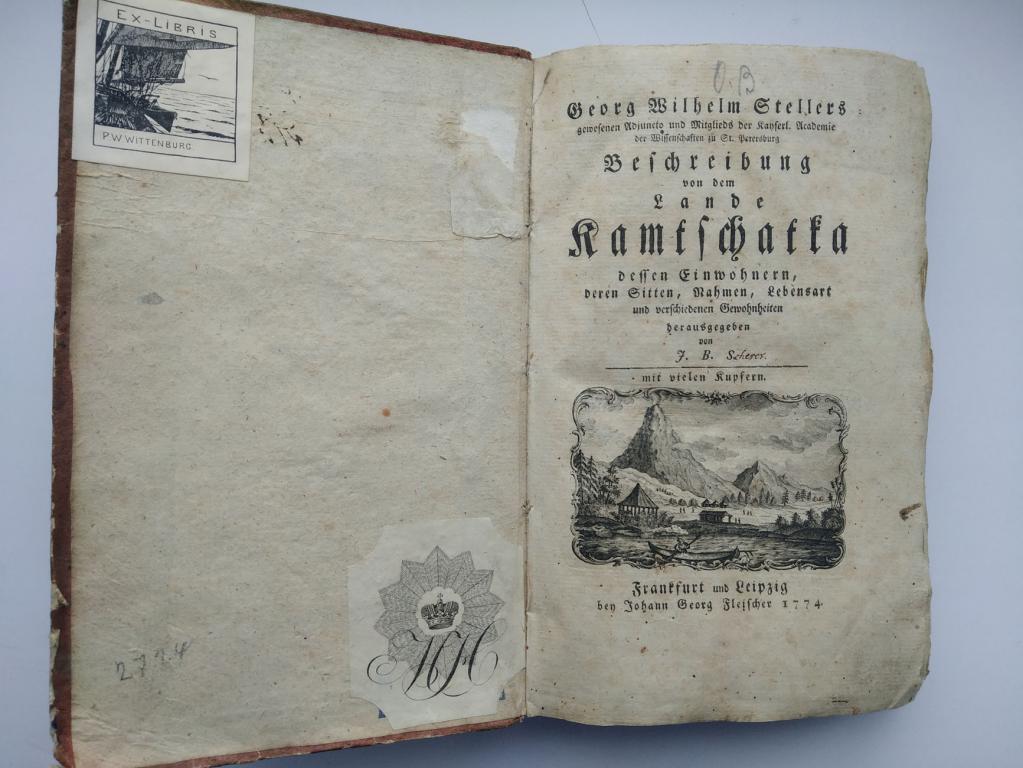 EX-LIBRIS
P.W WITTENBURG
O.B
Georg Wilhelm Stellers
gewesenen Adjuncto und Mitglieds der Kayserl. Academie
der Wissenschaften zu St. Petersburg
Beschreibung
von dem
Lande
Kamtschatka
dessen Einwohnern,
deren Sitten, Nahmen, Lebensart
und verschiedenen Gewohnheiten
herausgegeben
von
J. B. Scherer.
mit vielen Kupfern.
Frankfurt und Leipzig
bey Johann Georg Fleischer 1774.